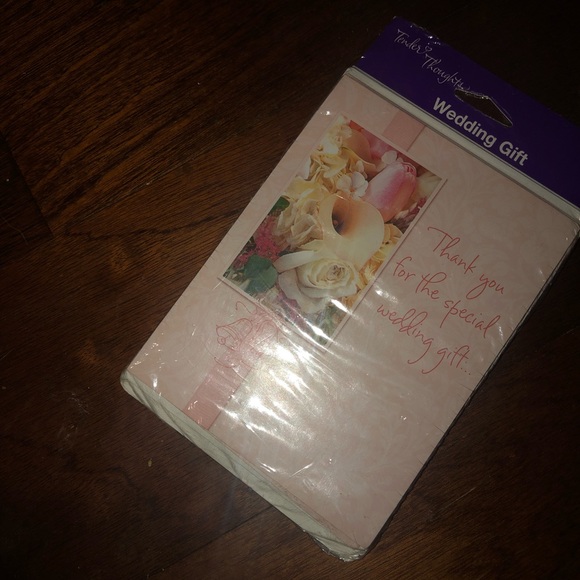 Tender Thoughts
Wedding Gift
Thank you
for the special
wedding gift...